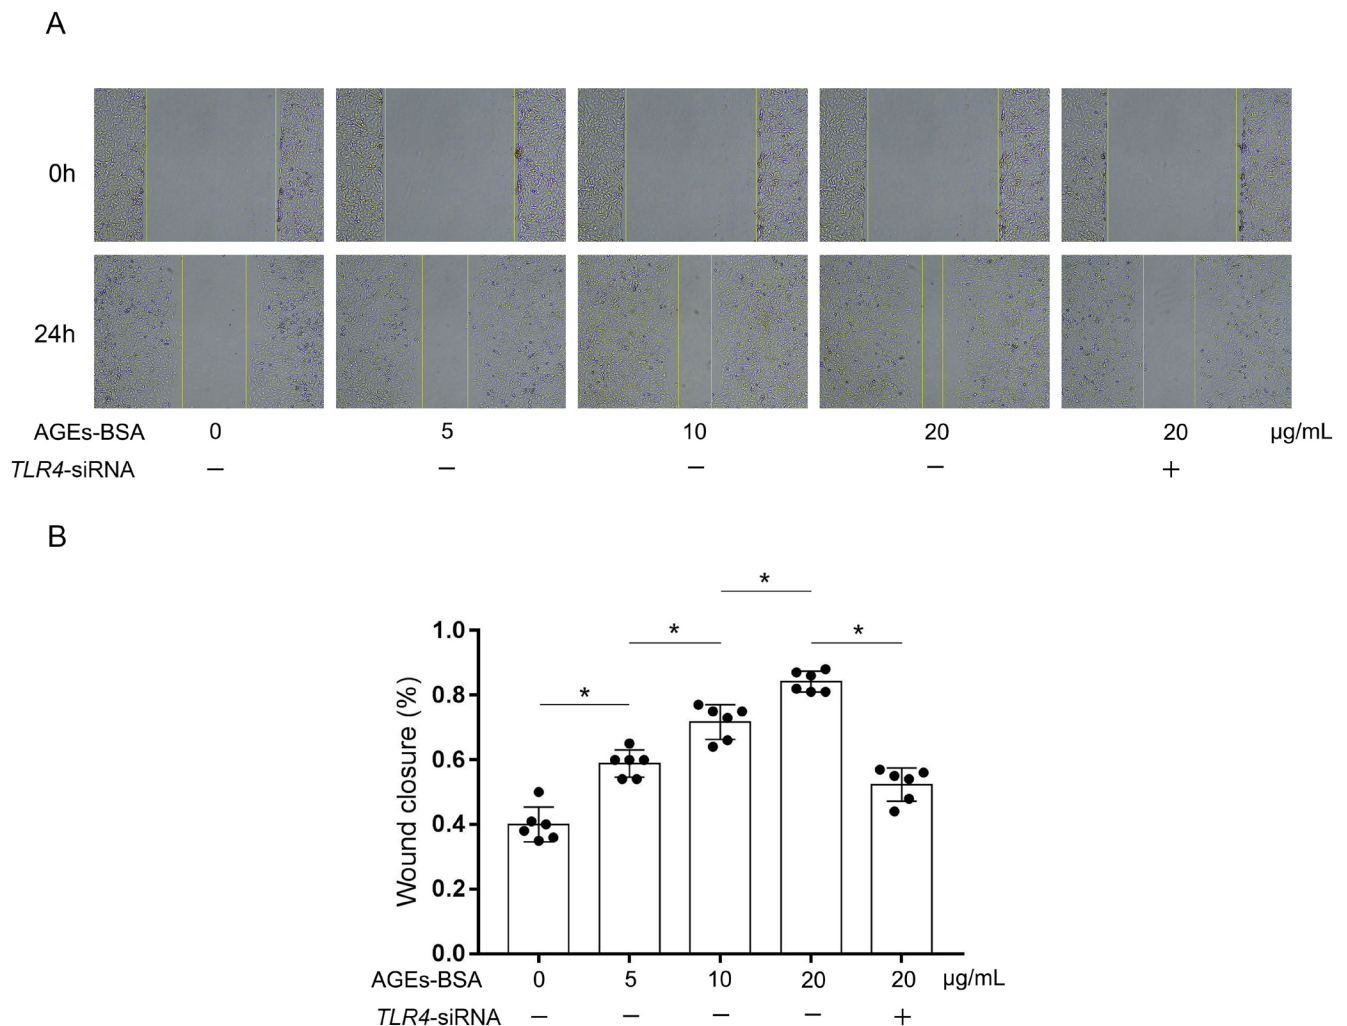 A
0h
24h
AGEs-BSA 0 5 10 20 20 µg/mL
TLR4-siRNA − − − − +
B
* * * *
1.0
0.8
0.6
0.4
0.2
0.0
Wound closure (%)
AGEs-BSA 0 5 10 20 20 µg/mL
TLR4-siRNA − − − − +